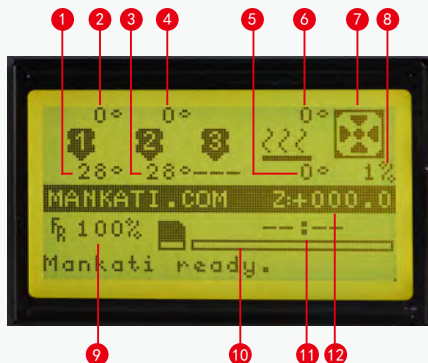 1 2 3 4 5 6 7 8
0° 0° 0°
1 2 3
28° 28° --- 0° 1%
MANKATI.COM Z:+000.0
FR 100% --:--
Mankati ready.
9 10 11 12